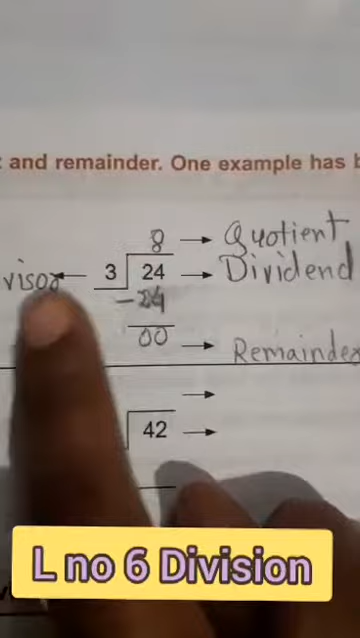 and remainder. One example has b
8 → Quotient
visor ← 3 24 → Dividend
-24
00 → Remainder
→
42 →
L no 6 Division